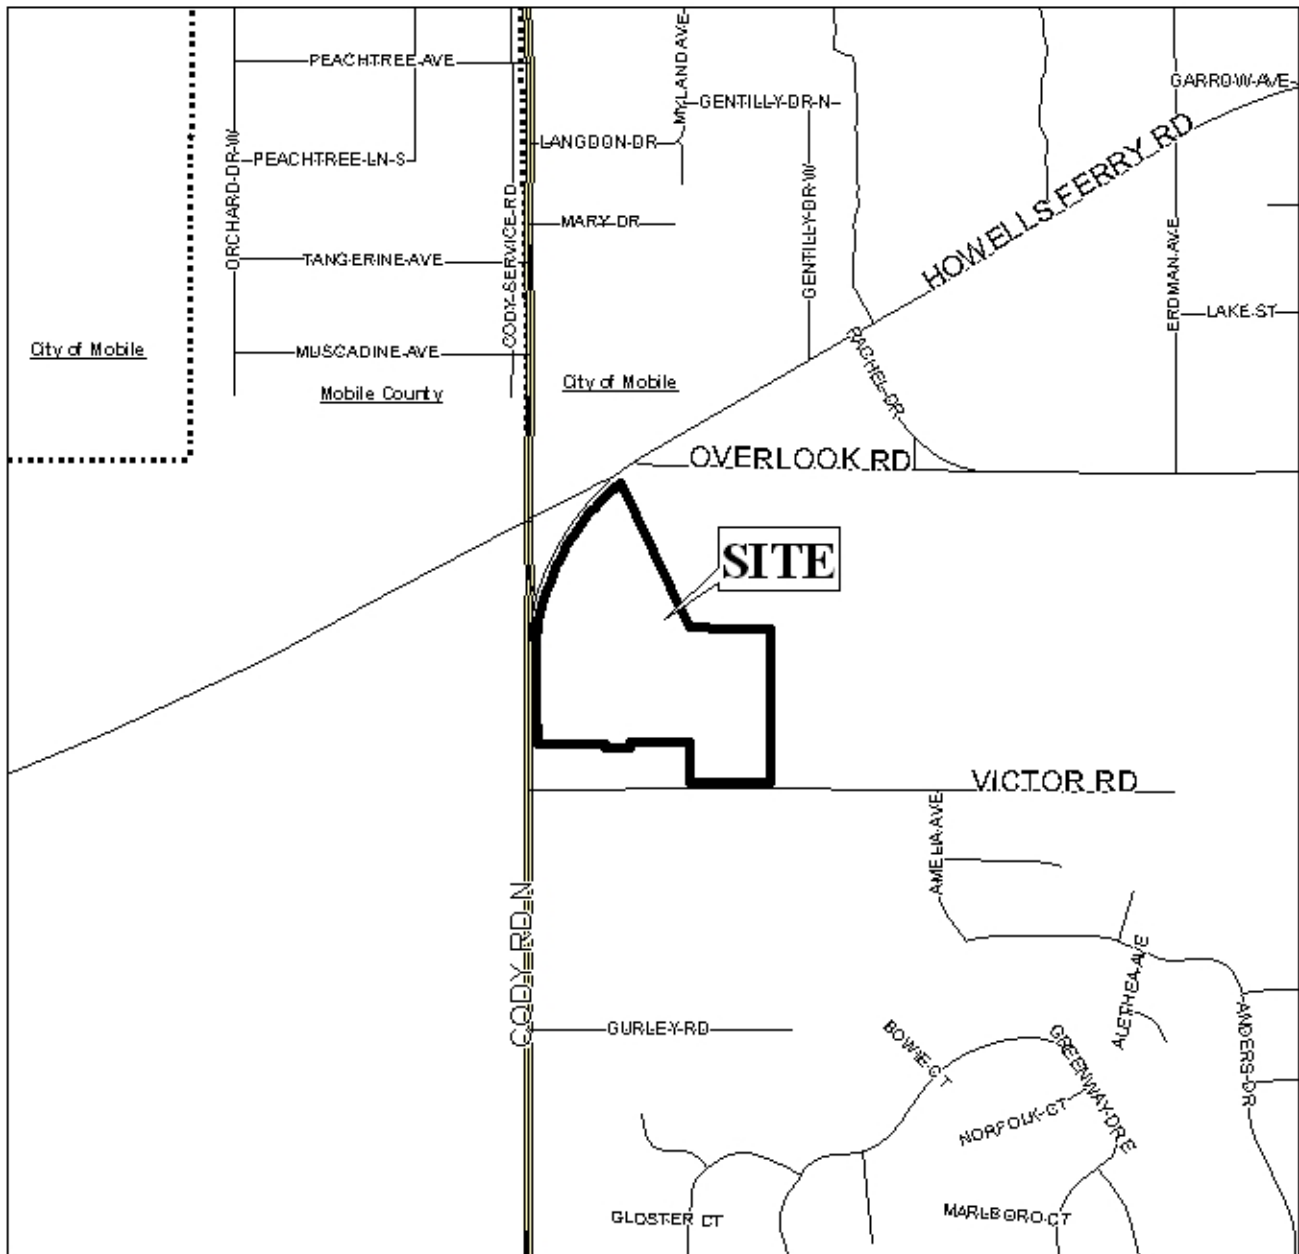 PEACHTREE AVE
MYLAND AVE
GENTILLY DR N
GARROW AVE
LANGDON DR
ORCHARD DR W
PEACHTREE LN S
HOWELLS FERRY RD
CODY SERVICE RD
MARY DR
GENTILLY DR W
TANGERINE AVE
ERDMAN AVE
LAKE ST
City of Mobile
MUSCADINE AVE
RACHEL DR
City of Mobile
Mobile County
OVERLOOK RD
SITE
VICTOR RD
AMELIA AVE
CODY RD N
ALETHEA AVE
GURLEY RD
BOWIE CT
GREENWAY DR E
ANDERS DR
NORFOLK CT
GLOSTER CT
MARLBORO CT